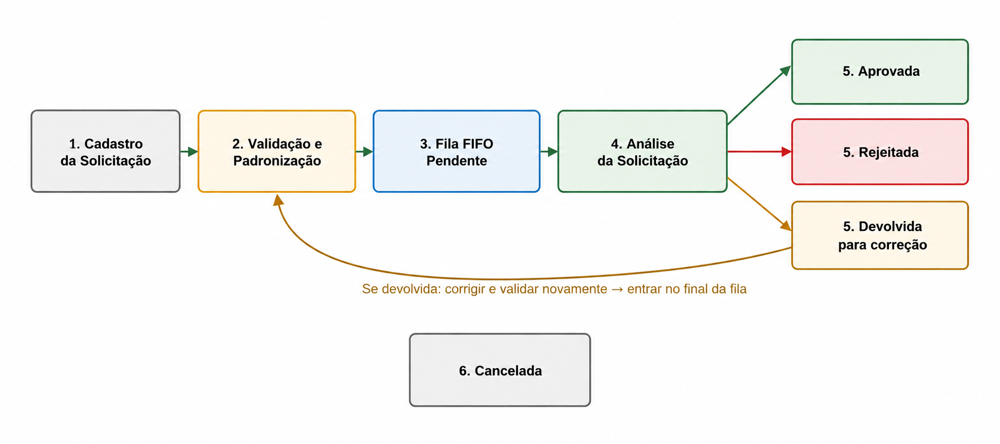 1. Cadastro
da Solicitação
2. Validação e
Padronização
3. Fila FIFO
Pendente
4. Análise
da Solicitação
5. Aprovada
5. Rejeitada
5. Devolvida
para correção
Se devolvida: corrigir e validar novamente → entrar no final da fila
6. Cancelada